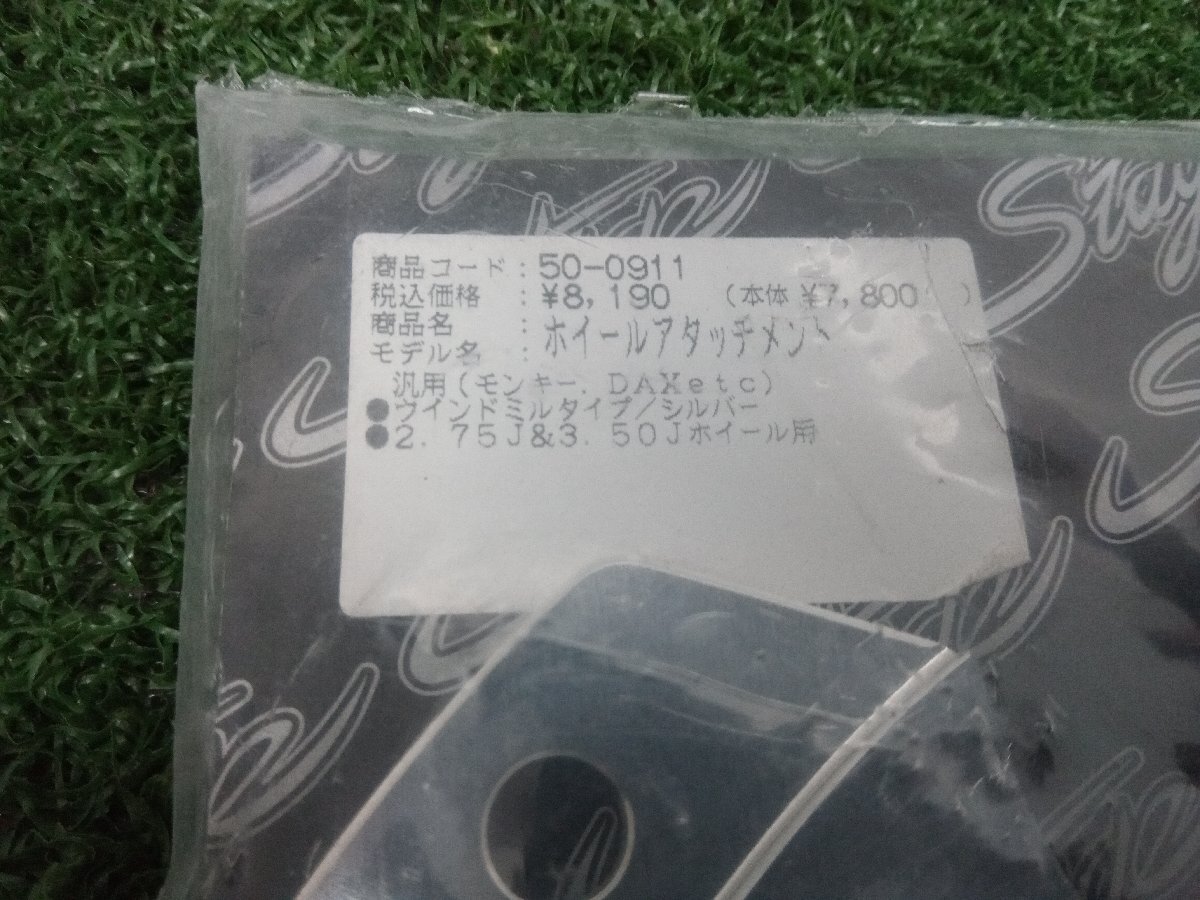 商品コード : 50-0911
税込価格 : ¥8,190 (本体 ¥7,800 )
商品名 : ホイールアタッチメント
モデル名 :
汎用(モンキー, DAXetc)
●ウインドミルタイプ/シルバー
●2.75J&3.50Jホイール用